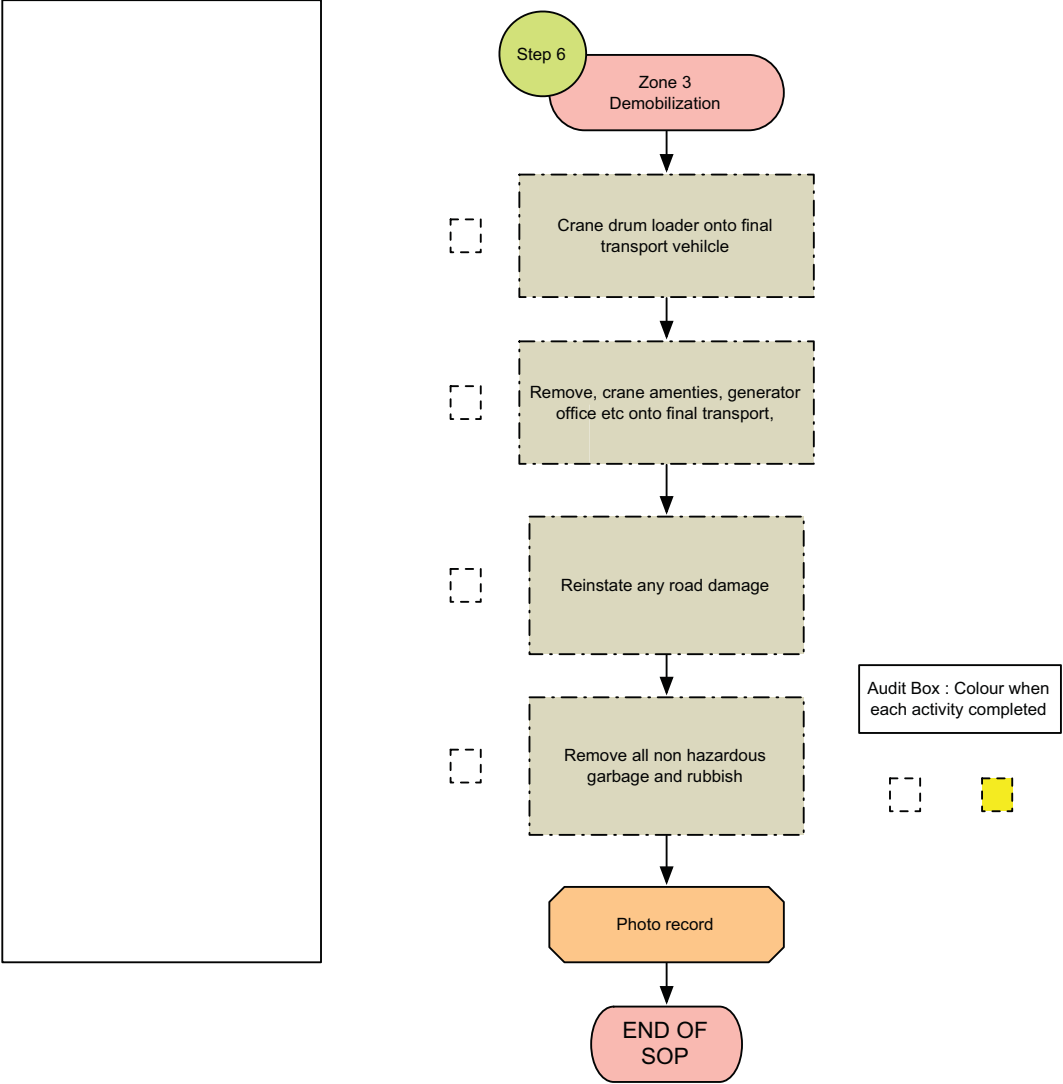 Step 6
Zone 3
Demobilization
Crane drum loader onto final
transport vehilcle
Remove, crane amenties, generator
office etc onto final transport,
Reinstate any road damage
Audit Box : Colour when
each activity completed
Remove all non hazardous
garbage and rubbish
Photo record
END OF
SOP